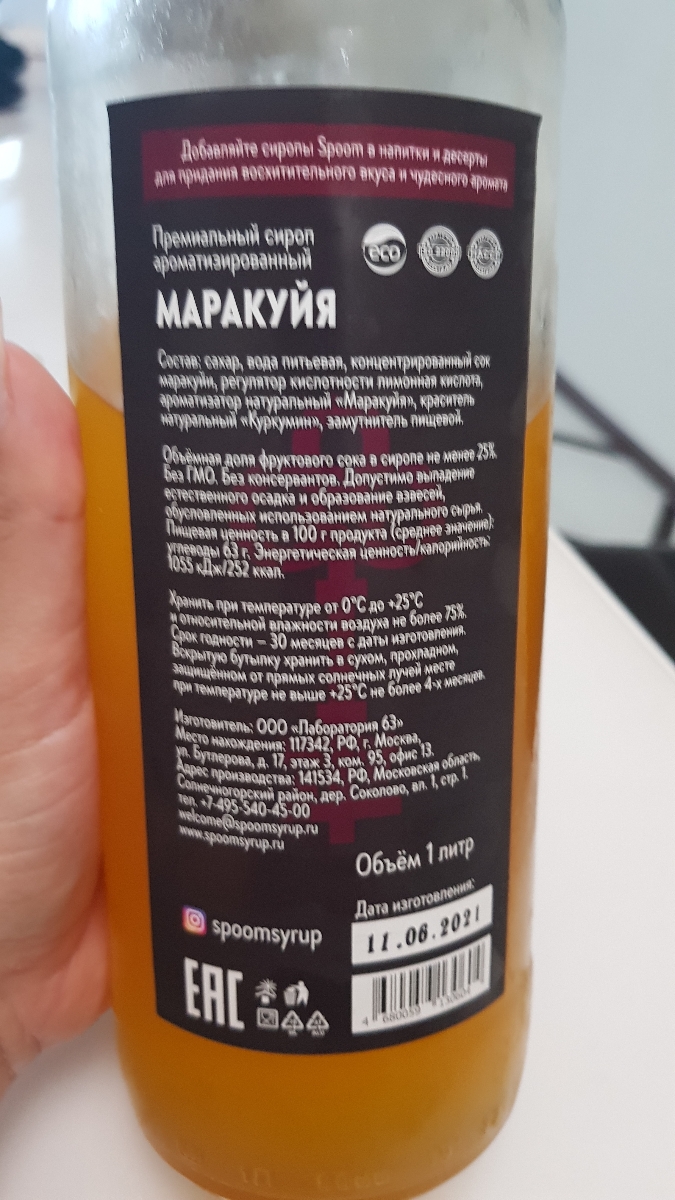 Добавляйте сиропы Spoom в напитки и десерты
для придания восхитительного вкуса и чудесного аромата
Премиальный сироп
ароматизированный
eco
МАРАКУЙЯ
Состав: сахар, вода питьевая, концентрированный сок
маракуйи, регулятор кислотности лимонная кислота,
ароматизатор натуральный «Маракуйя», краситель
натуральный «Куркумин», замутнитель пищевой.
Объёмная доля фруктового сока в сиропе не менее 25%.
Без ГМО. Без консервантов. Допустимо выпадение
естественного осадка и образование взвесей,
обусловленных использованием натурального сырья.
Пищевая ценность в 100 г продукта (среднее значение):
углеводы 63 г. Энергетическая ценность/калорийность:
1055 кДж/252 ккал.
Хранить при температуре от 0°C до +25°C
и относительной влажности воздуха не более 75%.
Срок годности – 30 месяцев с даты изготовления.
Вскрытую бутылку хранить в сухом, прохладном,
защищённом от прямых солнечных лучей месте
при температуре не выше +25°C не более 4-х месяцев.
Изготовитель: ООО «Лаборатория 63»
Место нахождения: 117342, РФ, г. Москва,
ул. Бутлерова, д. 17, этаж 3, ком. 95, офис 13.
Адрес производства: 141534, РФ, Московская область,
Солнечногорский район, дер. Соколово, вл. 1, стр. 1.
тел. +7-495-540-45-00
welcome@spoomsyrup.ru
www.spoomsyrup.ru
Объём 1 литр
Дата изготовления:
11.06.2021
spoomsyrup
EAC
4 680059